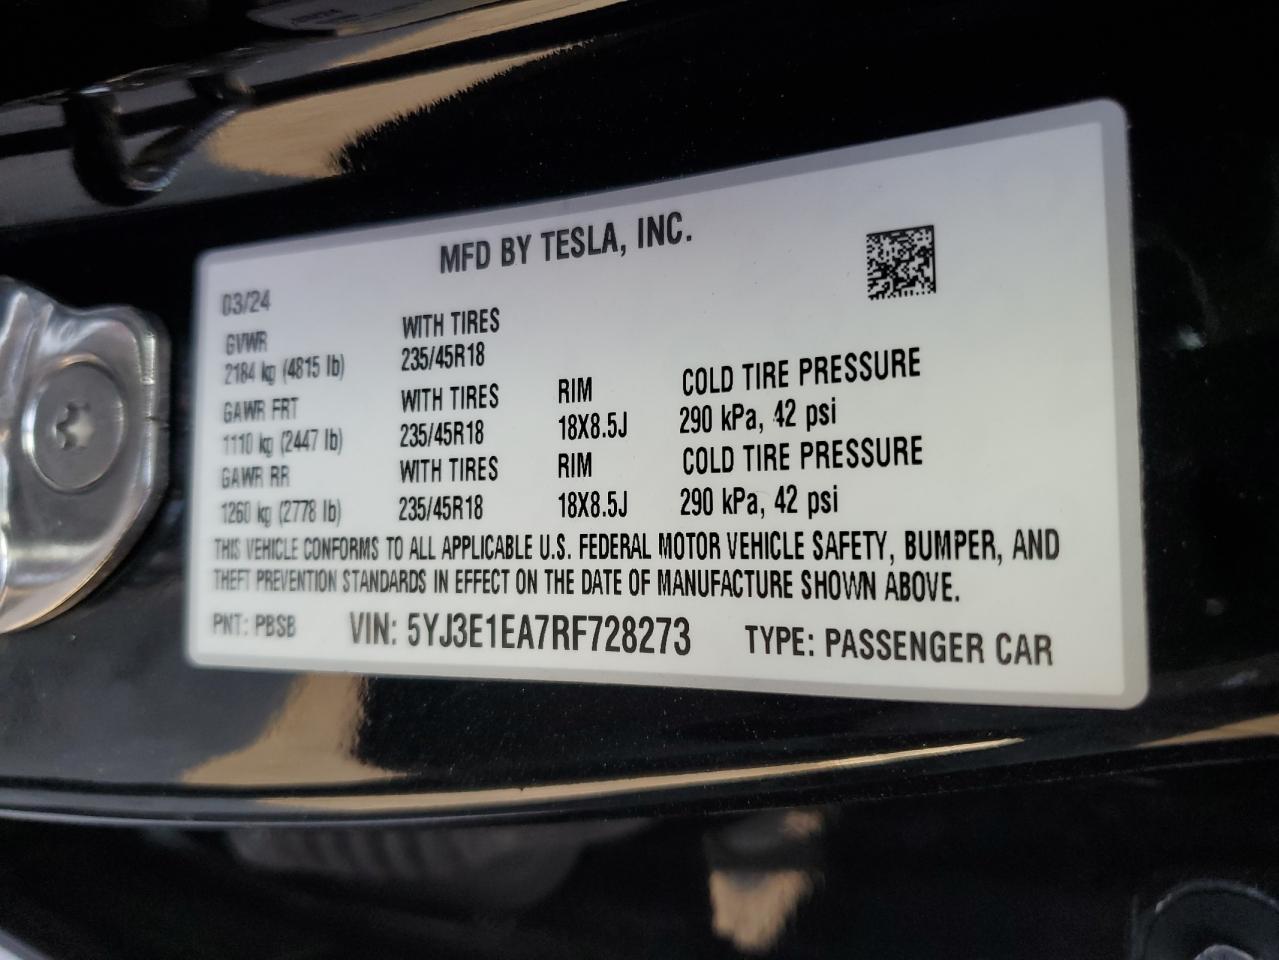 MFD BY TESLA, INC.
03/24
GVWR WITH TIRES
2184 kg (4815 lb) 235/45R18
GAWR FRT WITH TIRES RIM COLD TIRE PRESSURE
1110 kg (2447 lb) 235/45R18 18X8.5J 290 kPa, 42 psi
GAWR RR WITH TIRES RIM COLD TIRE PRESSURE
1260 kg (2778 lb) 235/45R18 18X8.5J 290 kPa, 42 psi
THIS VEHICLE CONFORMS TO ALL APPLICABLE U.S. FEDERAL MOTOR VEHICLE SAFETY, BUMPER, AND
THEFT PREVENTION STANDARDS IN EFFECT ON THE DATE OF MANUFACTURE SHOWN ABOVE.
PNT: PBSB VIN: 5YJ3E1EA7RF728273 TYPE: PASSENGER CAR